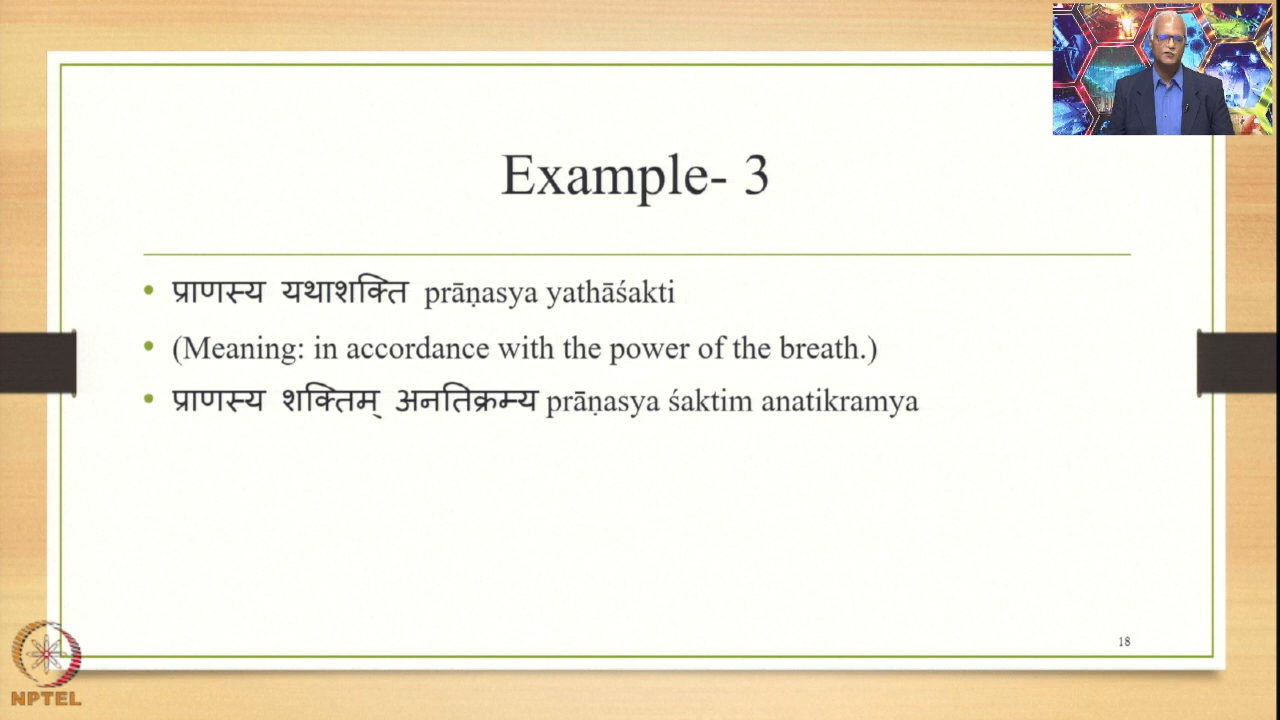 Example- 3
• प्राणस्य यथाशक्ति prāṇasya yathāśakti
• (Meaning: in accordance with the power of the breath.)
• प्राणस्य शक्तिम् अनतिक्रम्य prāṇasya śaktim anatikramya
18
NPTEL